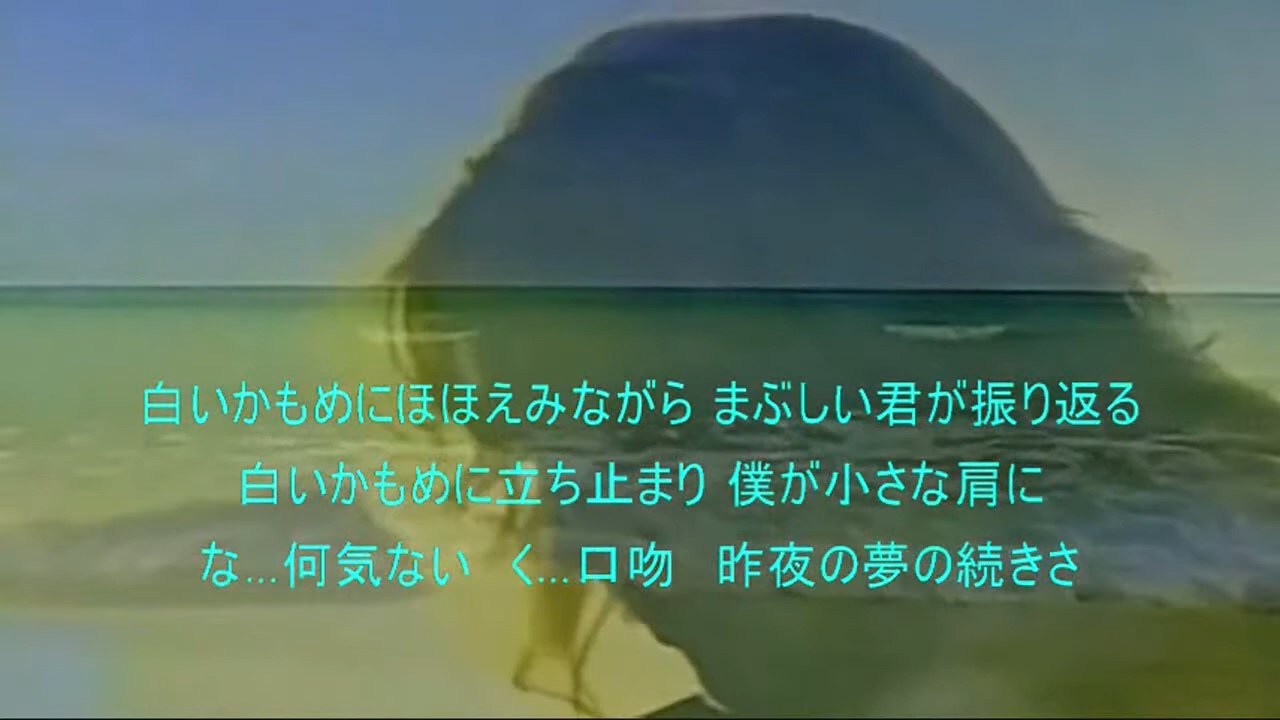 白いかもめにほほえみながら まぶしい君が振り返る
白いかもめに立ち止まり 僕が小さな肩に
な…何気ない　く…口吻　昨夜の夢の続きさ